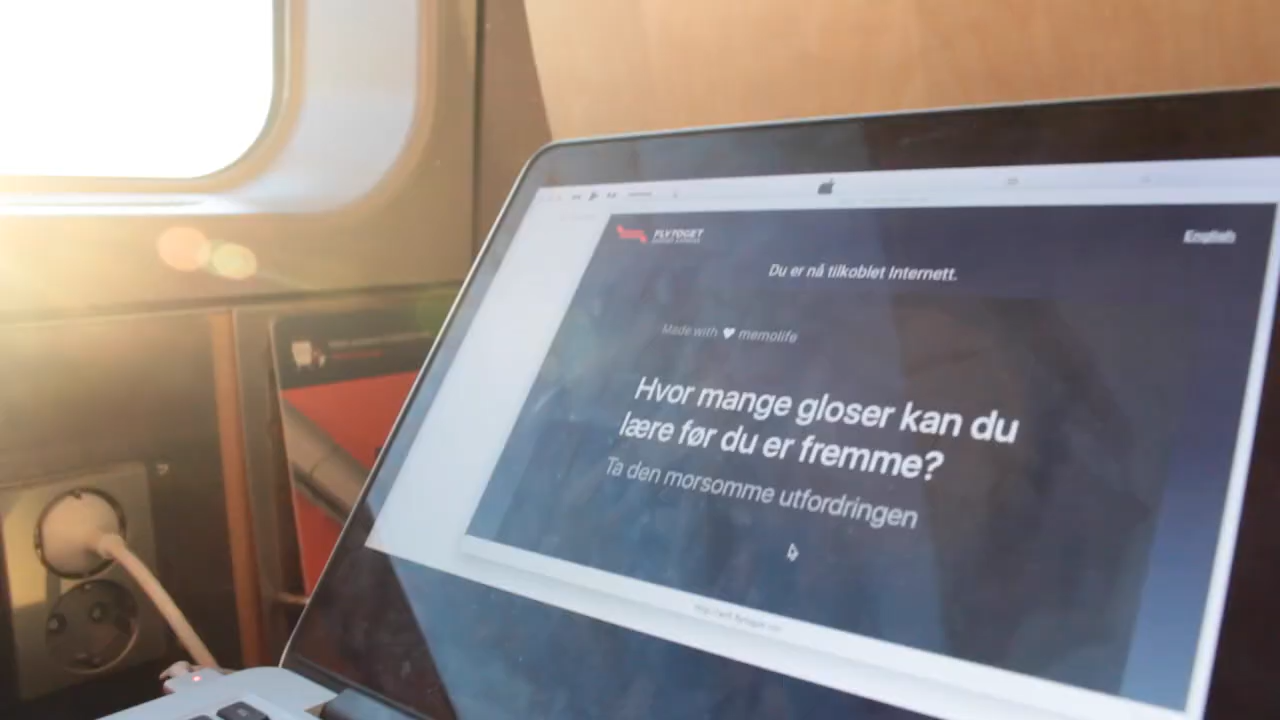 FLYTOGET
English
Du er nå tilkoblet Internett.
Made with memolife
Hvor mange gloser kan du
lære før du er fremme?
Ta den morsomme utfordringen